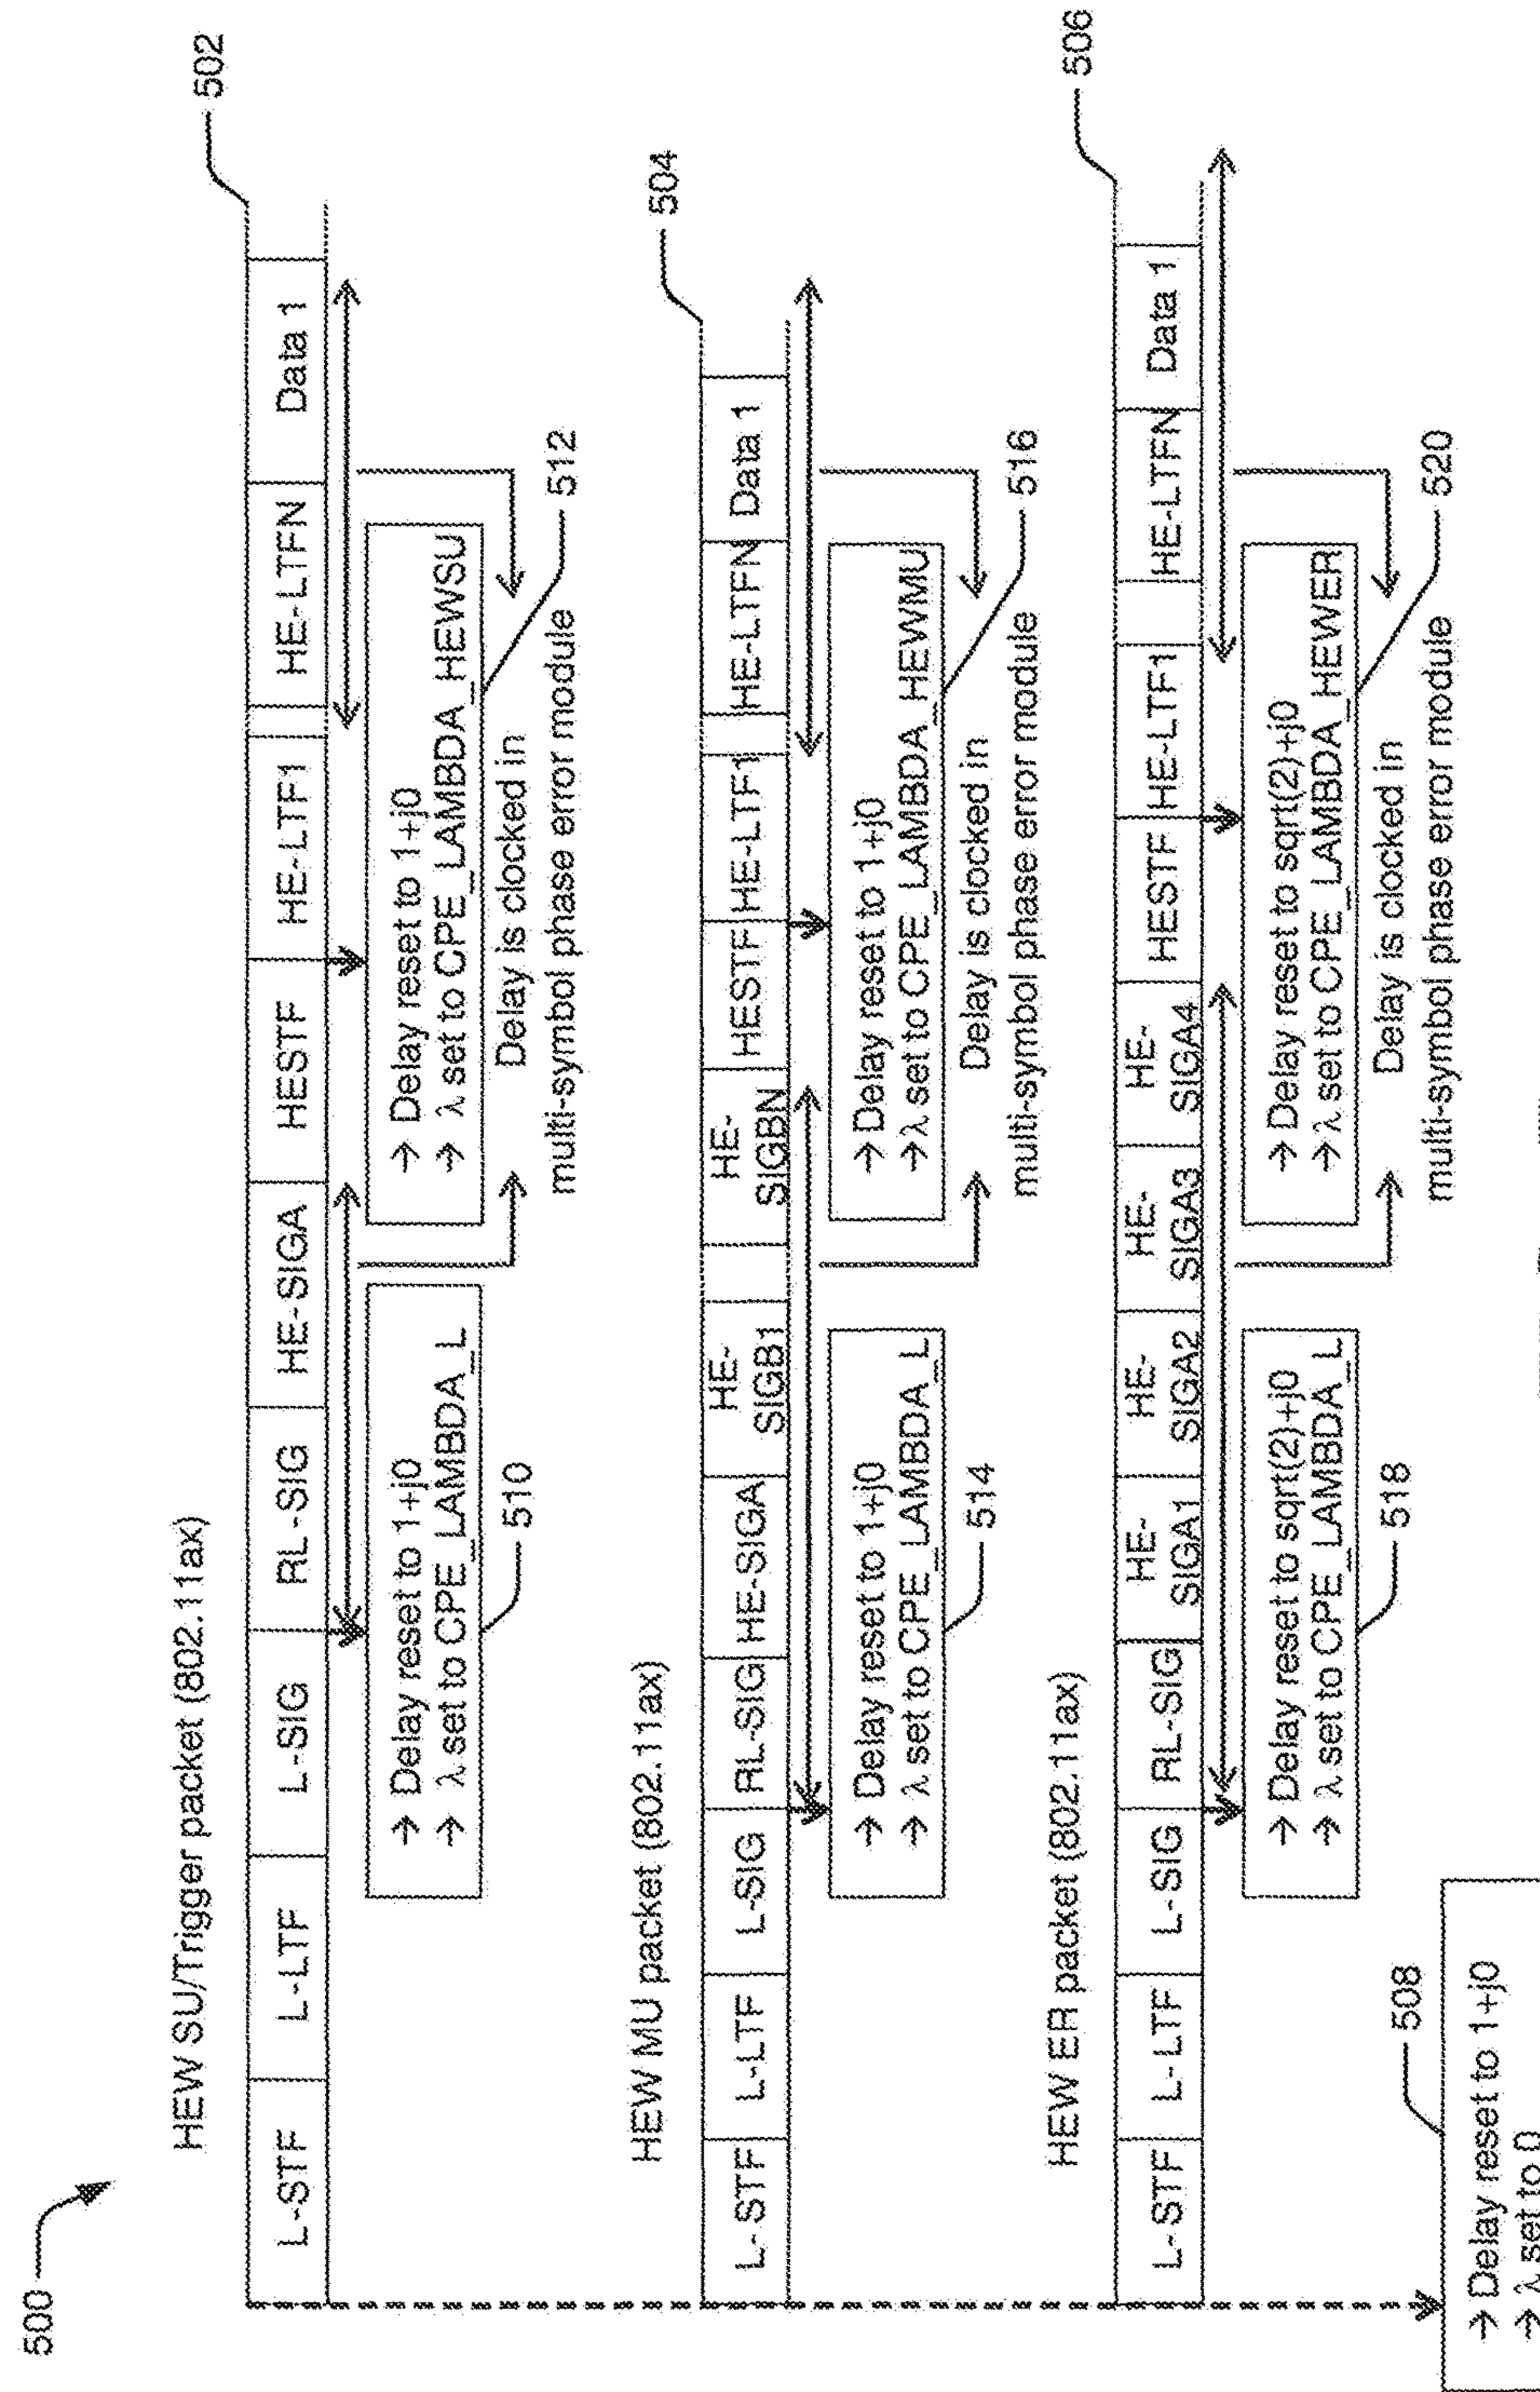 500
HEW SU/Trigger packet (802.11ax)
502
L-STF
L-LTF
L-SIG
RL-SIG
HE-SIGA
HESTF
HE-LTF1
HE-LTFN
Data 1
→ Delay reset to 1+j0
→ λ set to CPE_LAMBDA_L
510
→ Delay reset to 1+j0
→ λ set to CPE_LAMBDA_HEWSU
512
Delay is clocked in
multi-symbol phase error module
HEW MU packet (802.11ax)
504
L-STF
L-LTF
L-SIG
RL-SIG
HE-SIGA
HE-
SIGB1
HE-
SIGBN
HESTF
HE-LTF1
HE-LTFN
Data 1
→ Delay reset to 1+j0
→ λ set to CPE_LAMBDA_L
514
→ Delay reset to 1+j0
→ λ set to CPE_LAMBDA_HEWMU
516
Delay is clocked in
multi-symbol phase error module
HEW ER packet (802.11ax)
506
L-STF
L-LTF
L-SIG
RL-SIG
HE-
SIGA1
HE-
SIGA2
HE-
SIGA3
HE-
SIGA4
HESTF
HE-LTF1
HE-LTFN
Data 1
→ Delay reset to sqrt(2)+j0
→ λ set to CPE_LAMBDA_L
518
→ Delay reset to sqrt(2)+j0
→ λ set to CPE_LAMBDA_HEWER
520
Delay is clocked in
multi-symbol phase error module
508
→ Delay reset to 1+j0
→ λ set to 0